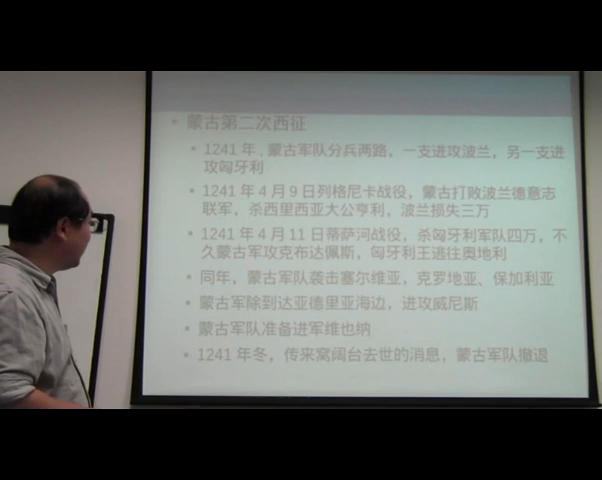 蒙古第二次西征
1241 年，蒙古军队分兵两路，一支进攻波兰，另一支进
攻匈牙利
1241 年 4 月 9 日列格尼卡战役，蒙古打败波兰德意志
联军，杀西里西亚大公亨利，波兰损失三万
1241 年 4 月 11 日蒂萨河战役，杀匈牙利军队四万，不
久蒙古军攻克布达佩斯，匈牙利王逃往奥地利
同年，蒙古军队袭击塞尔维亚，克罗地亚、保加利亚
蒙古军除到达亚德里亚海边，进攻威尼斯
蒙古军队准备进军维也纳
1241 年冬，传来窝阔台去世的消息，蒙古军队撤退